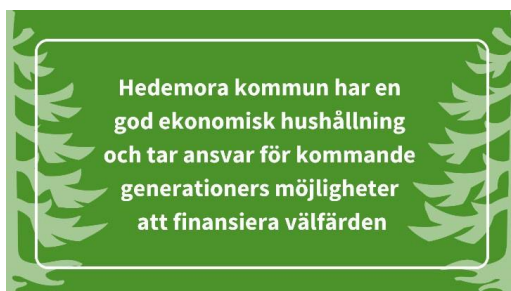 Hedemora kommun har en
god ekonomisk hushållning
och tar ansvar för kommande
generationers möjligheter
att finansiera välfärden